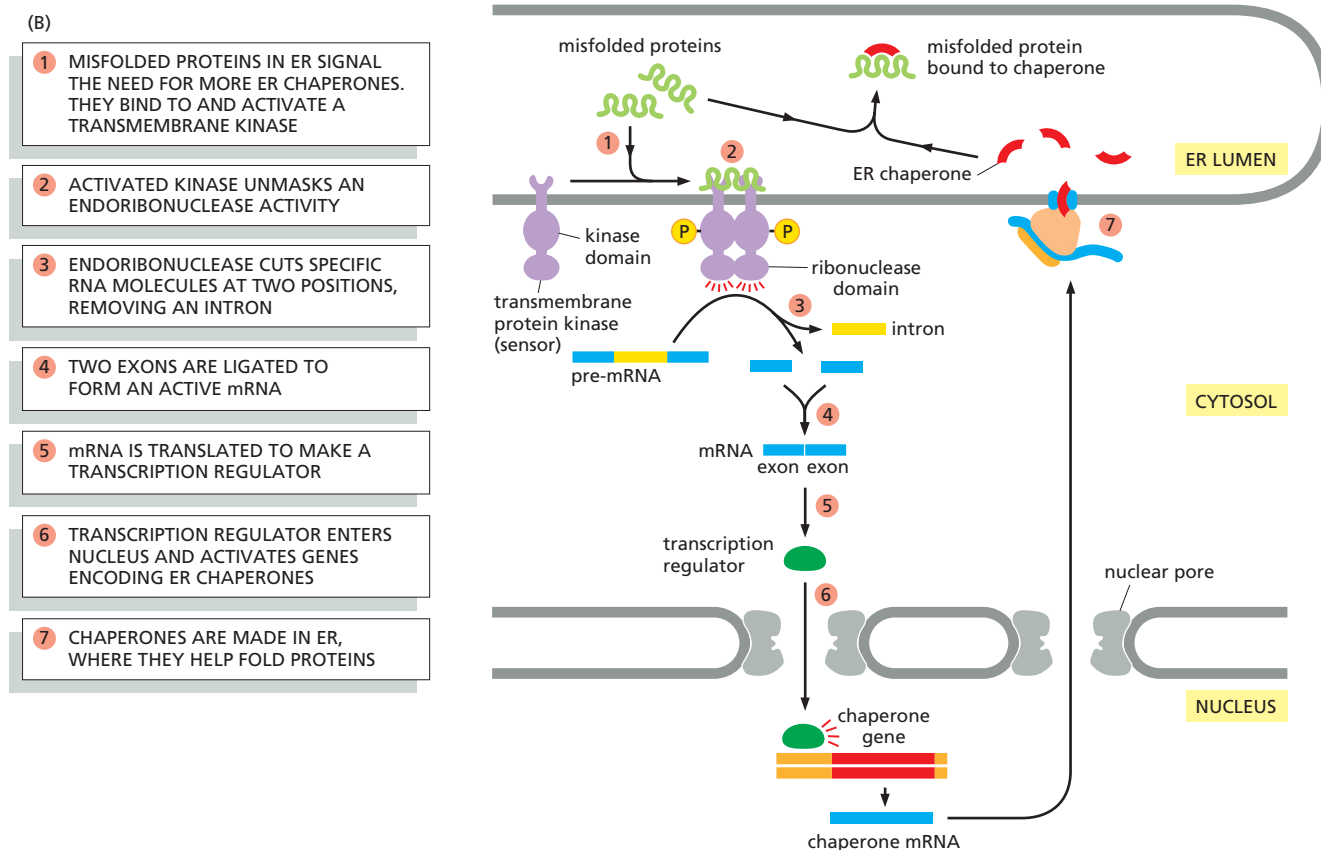 (B)
1 MISFOLDED PROTEINS IN ER SIGNAL
THE NEED FOR MORE ER CHAPERONES.
THEY BIND TO AND ACTIVATE A
TRANSMEMBRANE KINASE
2 ACTIVATED KINASE UNMASKS AN
ENDORIBONUCLEASE ACTIVITY
3 ENDORIBONUCLEASE CUTS SPECIFIC
RNA MOLECULES AT TWO POSITIONS,
REMOVING AN INTRON
4 TWO EXONS ARE LIGATED TO
FORM AN ACTIVE mRNA
5 mRNA IS TRANSLATED TO MAKE A
TRANSCRIPTION REGULATOR
6 TRANSCRIPTION REGULATOR ENTERS
NUCLEUS AND ACTIVATES GENES
ENCODING ER CHAPERONES
7 CHAPERONES ARE MADE IN ER,
WHERE THEY HELP FOLD PROTEINS
misfolded proteins
misfolded protein
bound to chaperone
1
2
ER chaperone
ER LUMEN
P
P
7
kinase
domain
ribonuclease
domain
transmembrane
protein kinase
(sensor)
3
intron
pre-mRNA
4
CYTOSOL
mRNA
exon exon
5
transcription
regulator
nuclear pore
6
NUCLEUS
chaperone
gene
chaperone mRNA